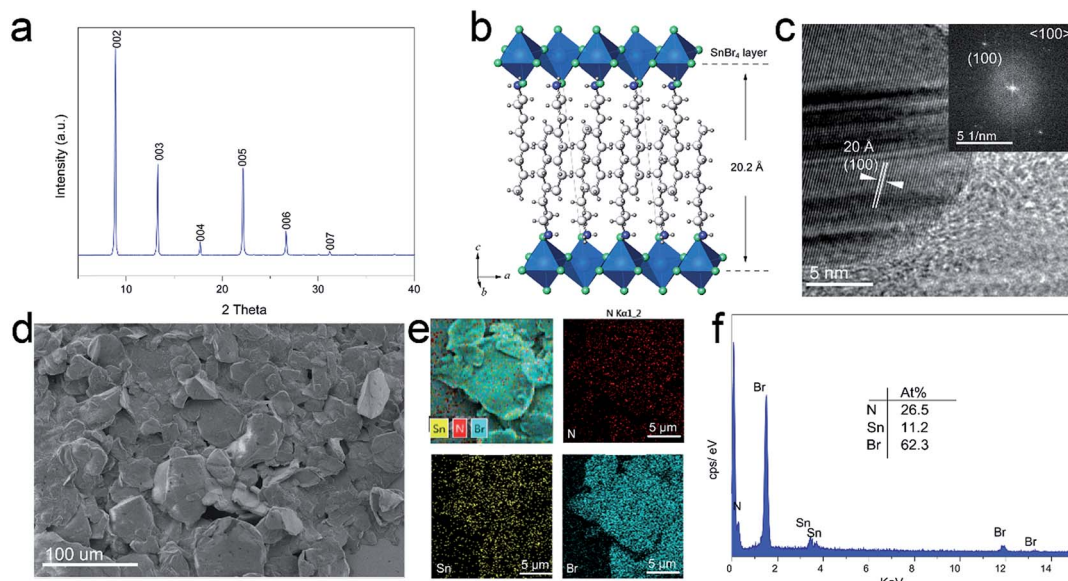 a
Intensity (a.u.)
002
003
004
005
006
007
10
20
30
40
2 Theta
b
SnBr₄ layer
20.2 Å
c
a
b
c
<100>
(100)
5 1/nm
20 Å
(100)
5 nm
d
100 um
e
N Kα1_2
Sn
N
Br
N
5 µm
Sn
5 µm
Br
5 µm
f
cps/ eV
Br
N
Sn
Sn
Br
Br
At%
N 26.5
Sn 11.2
Br 62.3
0 2 4 6 8 10 12 14
KeV